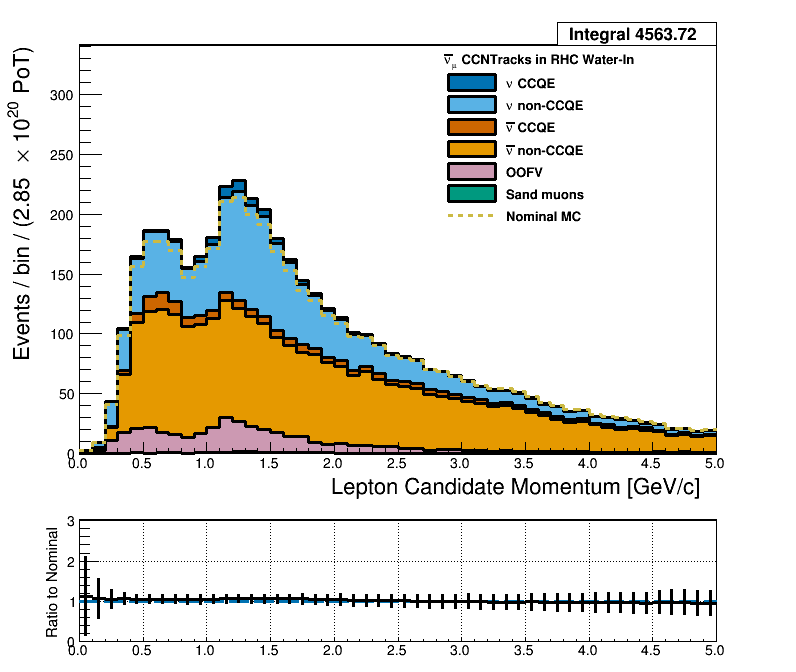 Integral 4563.72
ν̅μ CCNTracks in RHC Water-In
ν CCQE
ν non-CCQE
ν̅ CCQE
ν̅ non-CCQE
OOFV
Sand muons
Nominal MC
Events / bin / (2.85 × 10²⁰ PoT)
300
250
200
150
100
50
0
0.0 0.5 1.0 1.5 2.0 2.5 3.0 3.5 4.0 4.5 5.0
Lepton Candidate Momentum [GeV/c]
Ratio to Nominal
3
2
1
0
0.0 0.5 1.0 1.5 2.0 2.5 3.0 3.5 4.0 4.5 5.0